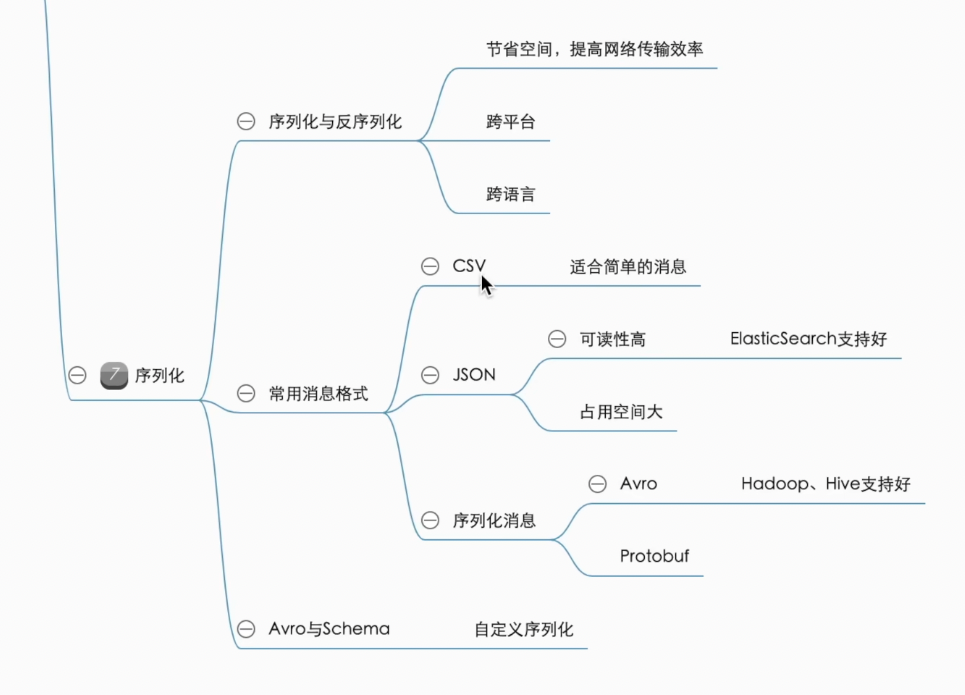 节省空间，提高网络传输效率
序列化与反序列化
跨平台
跨语言
CSV
适合简单的消息
可读性高
ElasticSearch支持好
7 序列化
JSON
常用消息格式
占用空间大
Avro
Hadoop、Hive支持好
序列化消息
Protobuf
Avro与Schema
自定义序列化